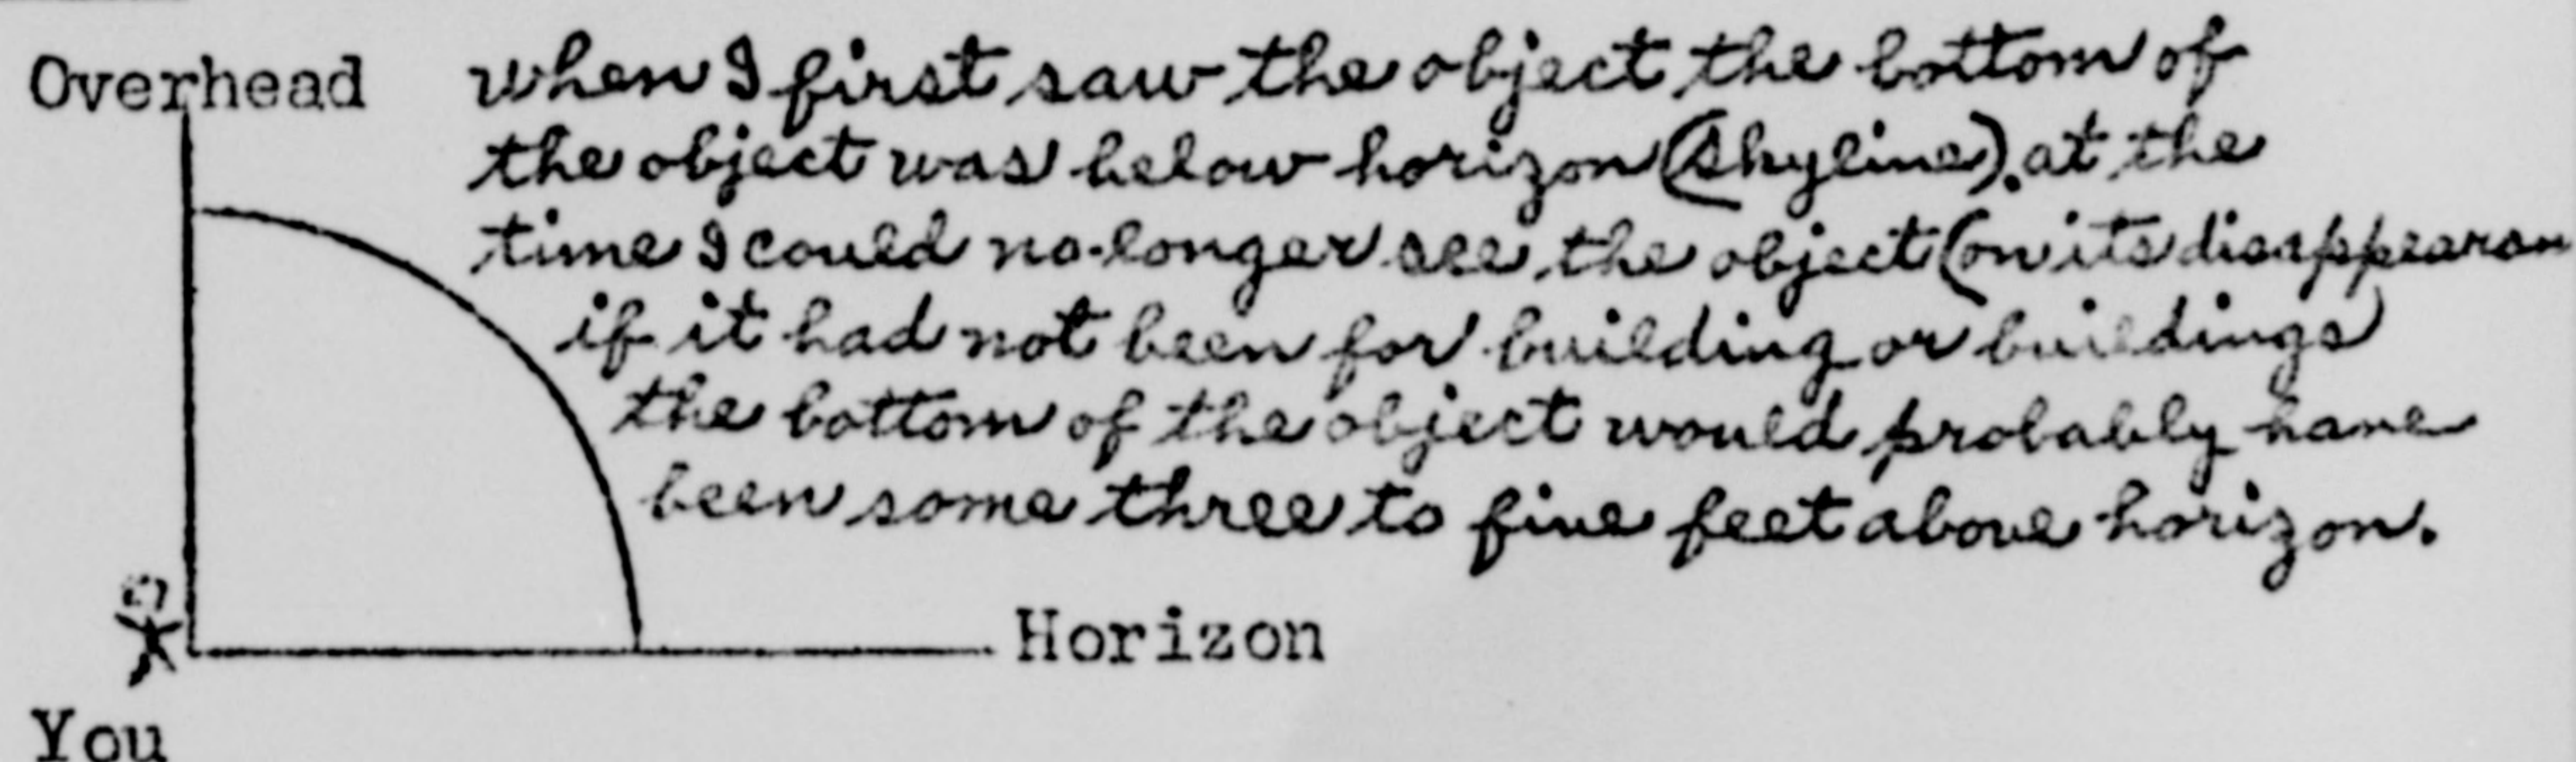 Overhead
when I first saw the object the bottom of
the object was below horizon (skyline). at the
time I could no-longer see the object (on its disappearan
if it had not been for building or buildings)
the bottom of the object would probably have
been some three to five feet above horizon.
Horizon
You